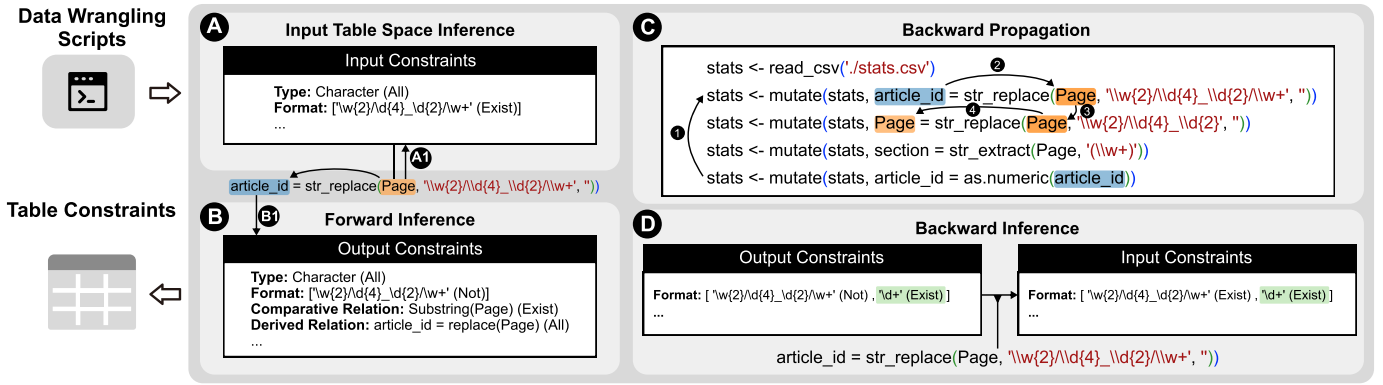 Data Wrangling
Scripts
Table Constraints
A
Input Table Space Inference
Input Constraints
Type: Character (All)
Format: ['\w{2}/\d{4}_\d{2}/\w+' (Exist)]
...
A1
article_id = str_replace(Page, '\\w{2}/\\d{4}_\\d{2}/\\w+', ''))
B1
B
Forward Inference
Output Constraints
Type: Character (All)
Format: ['\w{2}/\d{4}_\d{2}/\w+' (Not)]
Comparative Relation: Substring(Page) (Exist)
Derived Relation: article_id = replace(Page) (All)
...
C
Backward Propagation
stats <- read_csv('./stats.csv')
2
stats <- mutate(stats, article_id = str_replace(Page, '\\w{2}/\\d{4}_\\d{2}/\\w+', ''))
4
3
stats <- mutate(stats, Page = str_replace(Page, '\\w{2}/\\d{4}_\\d{2}', ''))
1
stats <- mutate(stats, section = str_extract(Page, '(\\w+)'))
stats <- mutate(stats, article_id = as.numeric(article_id))
D
Backward Inference
Output Constraints
Format: [ '\w{2}/\d{4}_\d{2}/\w+' (Not) , '\d+' (Exist) ]
...
Input Constraints
Format: [ '\w{2}/\d{4}_\d{2}/\w+' (Exist) , '\d+' (Exist) ]
...
article_id = str_replace(Page, '\\w{2}/\\d{4}_\\d{2}/\\w+', ''))